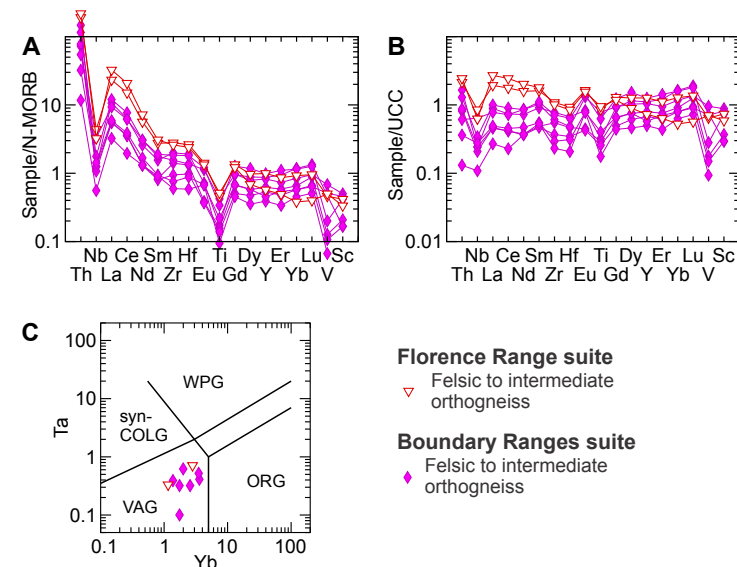 A
Sample/N-MORB
10
1
0.1
Nb Ce Sm Hf Ti Dy Er Lu Sc
Th La Nd Zr Eu Gd Y Yb V
B
Sample/UCC
1
0.1
0.01
Nb Ce Sm Hf Ti Dy Er Lu Sc
Th La Nd Zr Eu Gd Y Yb V
C
Ta
100
10
1
0.1
WPG
syn-
COLG
VAG
ORG
0.1 1 10 100
Yb
Florence Range suite
Felsic to intermediate
orthogneiss
Boundary Ranges suite
Felsic to intermediate
orthogneiss